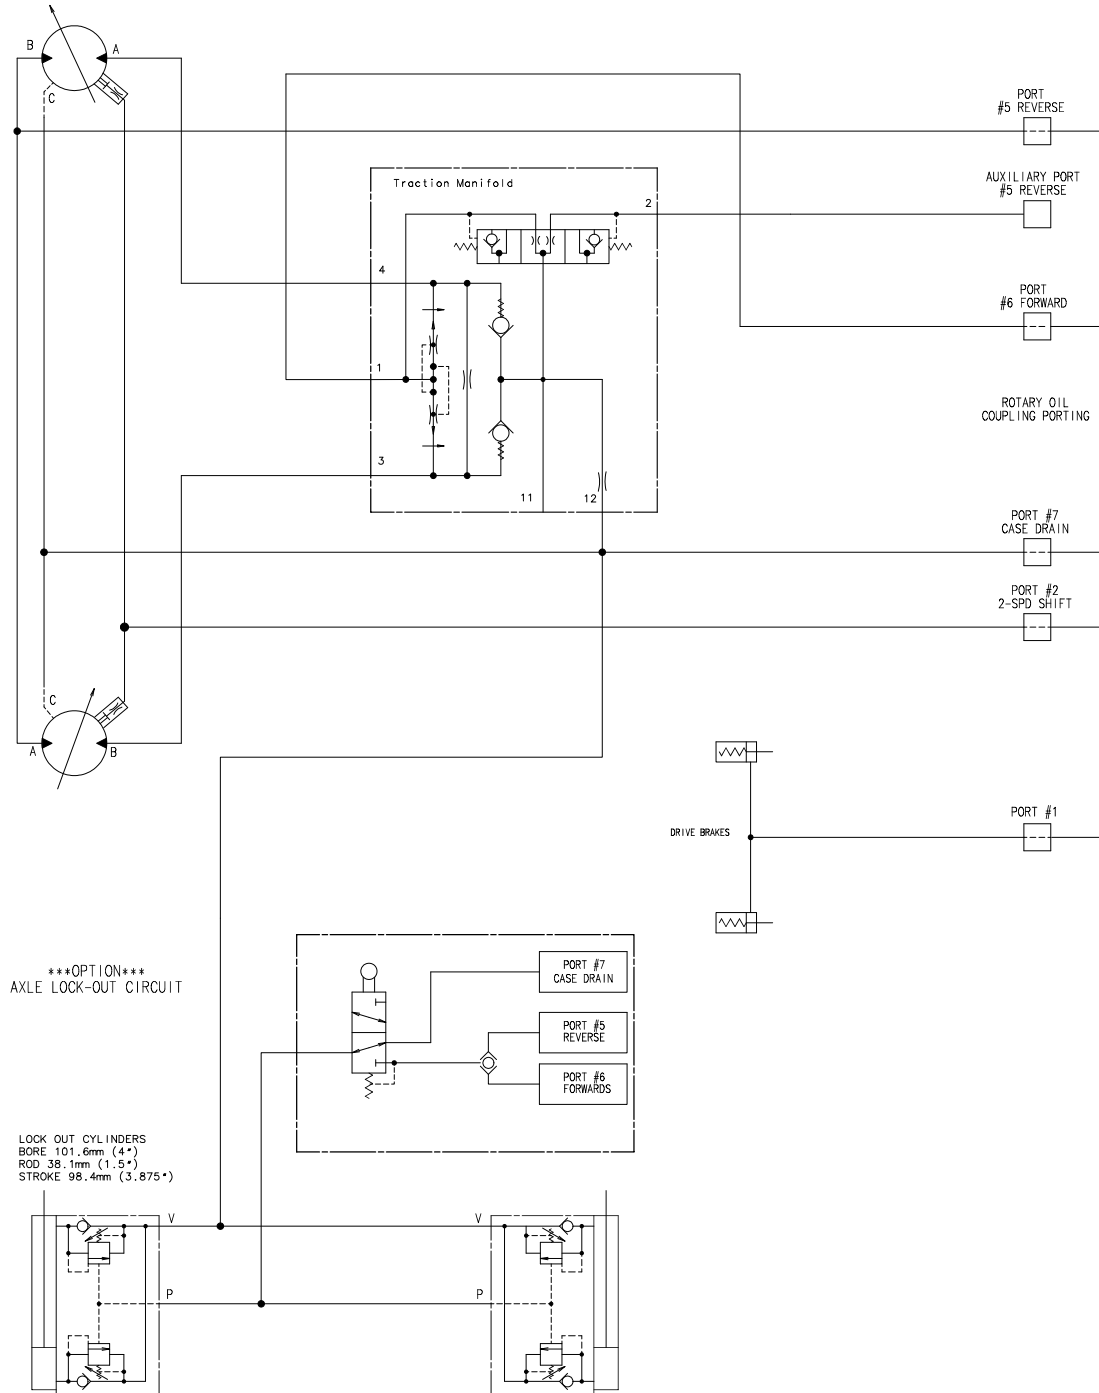 B
A
C
PORT
#5 REVERSE
AUXILIARY PORT
#5 REVERSE
Traction Manifold
2
4
PORT
#6 FORWARD
1
ROTARY OIL
COUPLING PORTING
3
11
12
PORT #7
CASE DRAIN
PORT #2
2-SPD SHIFT
C
A
B
DRIVE BRAKES
PORT #1
***OPTION***
AXLE LOCK-OUT CIRCUIT
PORT #7
CASE DRAIN
PORT #5
REVERSE
PORT #6
FORWARDS
LOCK OUT CYLINDERS
BORE 101.6mm (4")
ROD 38.1mm (1.5")
STROKE 98.4mm (3.875")
V
V
P
P